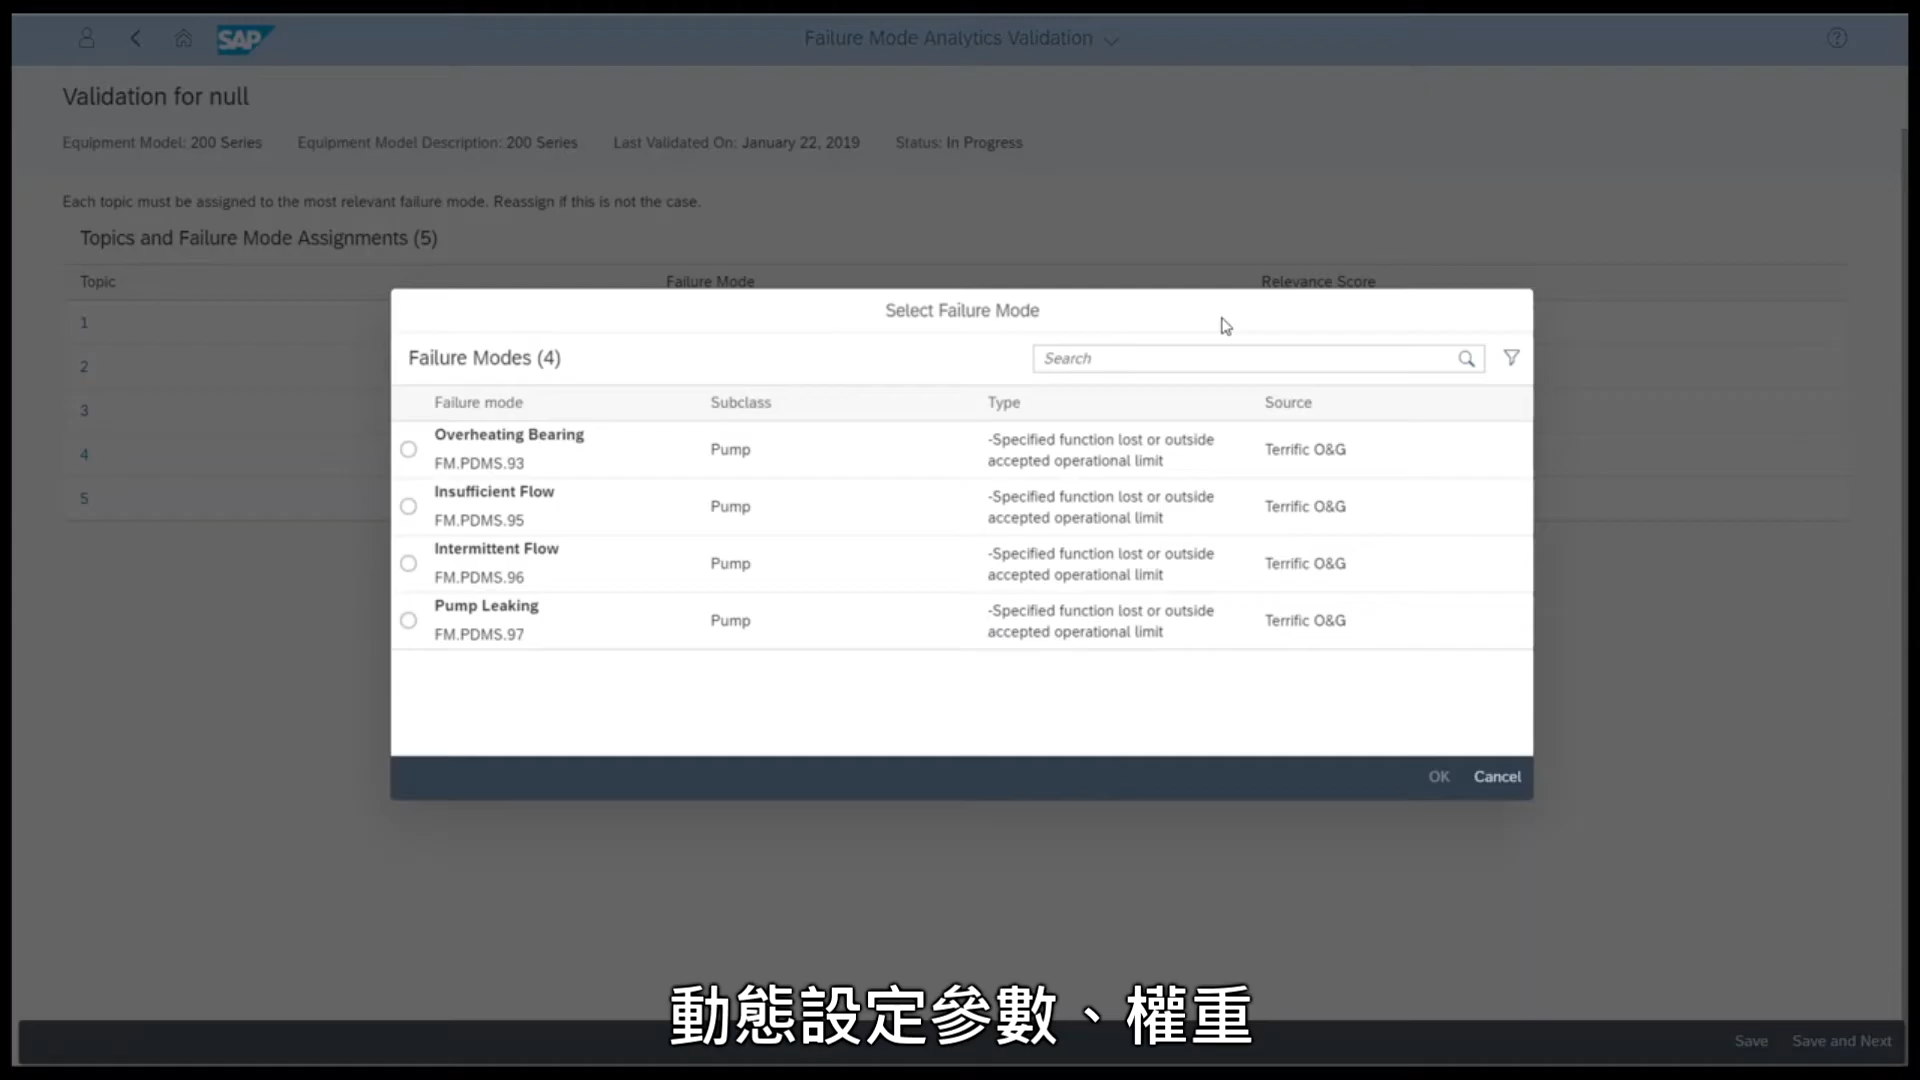 SAP
Failure Mode Analytics Validation
Validation for null
Equipment Model: 200 Series
Equipment Model Description: 200 Series
Last Validated On: January 22, 2019
Status: In Progress
Each topic must be assigned to the most relevant failure mode. Reassign if this is not the case.
Topics and Failure Mode Assignments (5)
Topic
Failure Mode
Relevance Score
1
2
3
4
5
Select Failure Mode
Failure Modes (4)
Search
Failure mode
Subclass
Type
Source
Overheating Bearing
FM.PDMS.93
Pump
-Specified function lost or outside
accepted operational limit
Terrific O&G
Insufficient Flow
FM.PDMS.95
Pump
-Specified function lost or outside
accepted operational limit
Terrific O&G
Intermittent Flow
FM.PDMS.96
Pump
-Specified function lost or outside
accepted operational limit
Terrific O&G
Pump Leaking
FM.PDMS.97
Pump
-Specified function lost or outside
accepted operational limit
Terrific O&G
OK
Cancel
動態設定參數、權重
Save
Save and Next